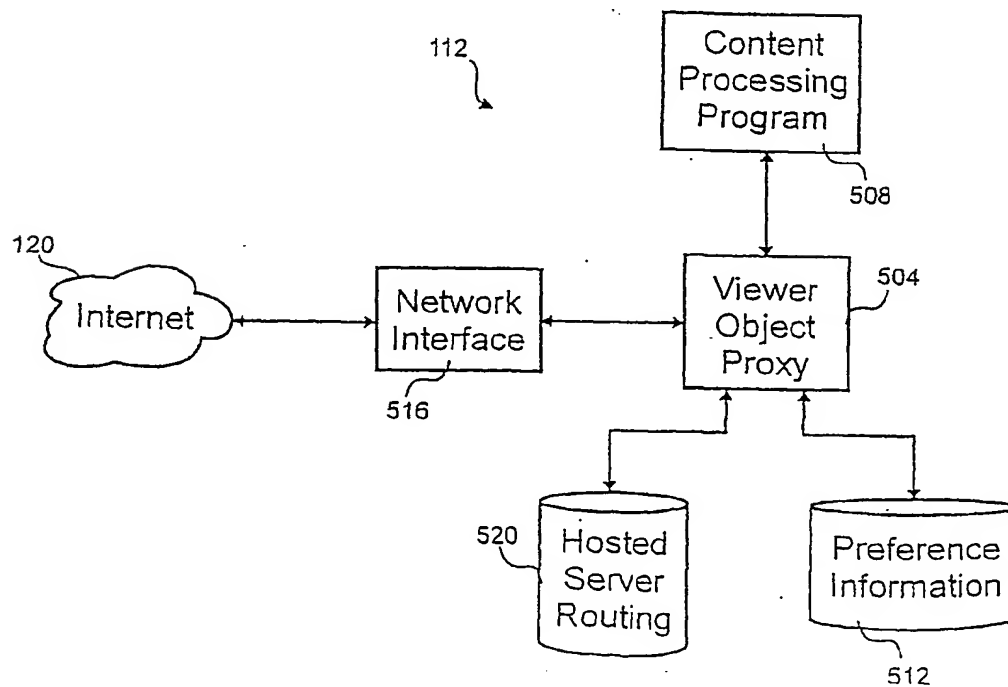 112
Content
Processing
Program
508
120
Internet
Network
Interface
516
Viewer
Object
Proxy
504
520
Hosted
Server
Routing
Preference
Information
512